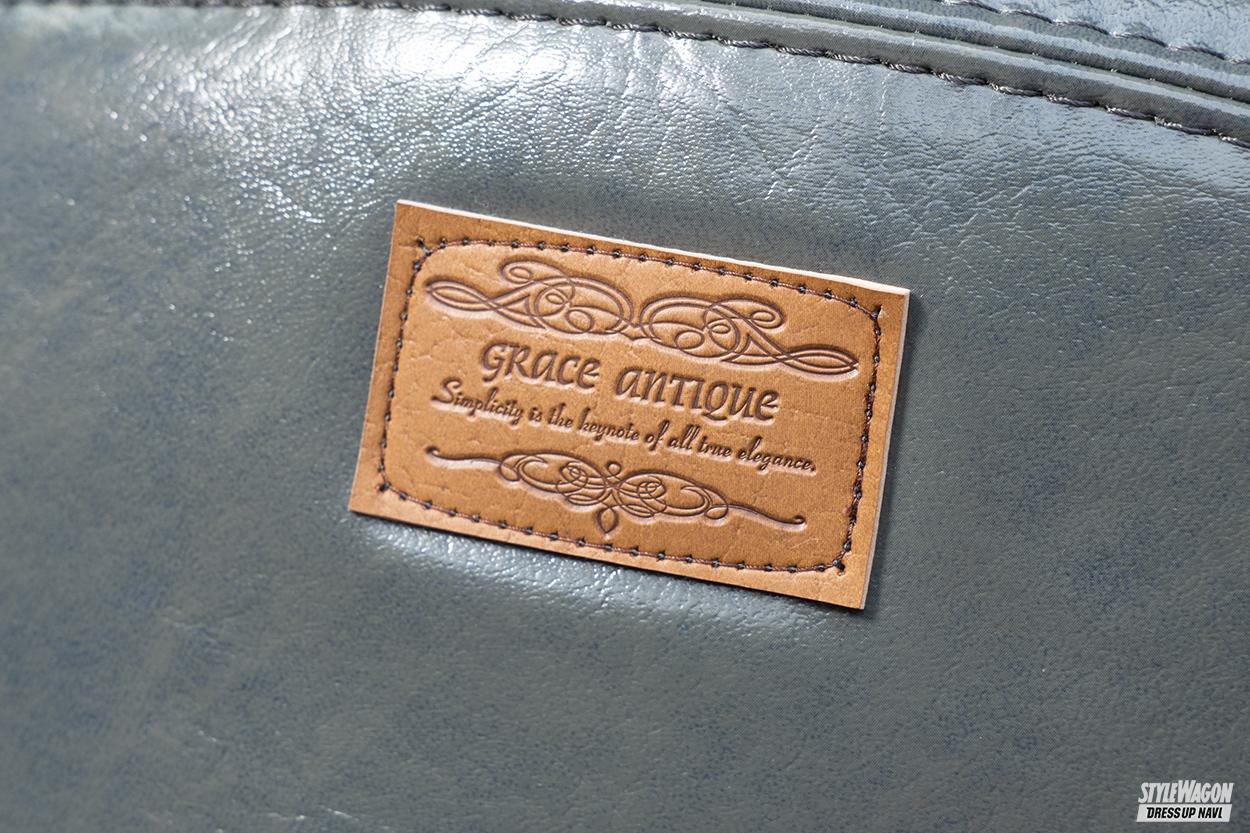 GRACE ANTIQUE
Simplicity is the keynote of all true elegance.
STYLEWAGON
DRESS UP NAVI